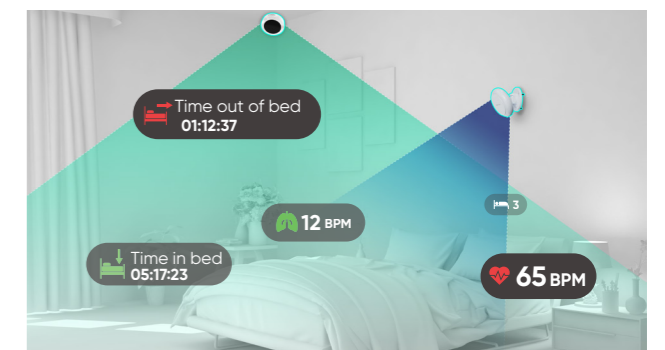 Time out of bed
01:12:37
3
12 BPM
Time in bed
05:17:23
65 BPM